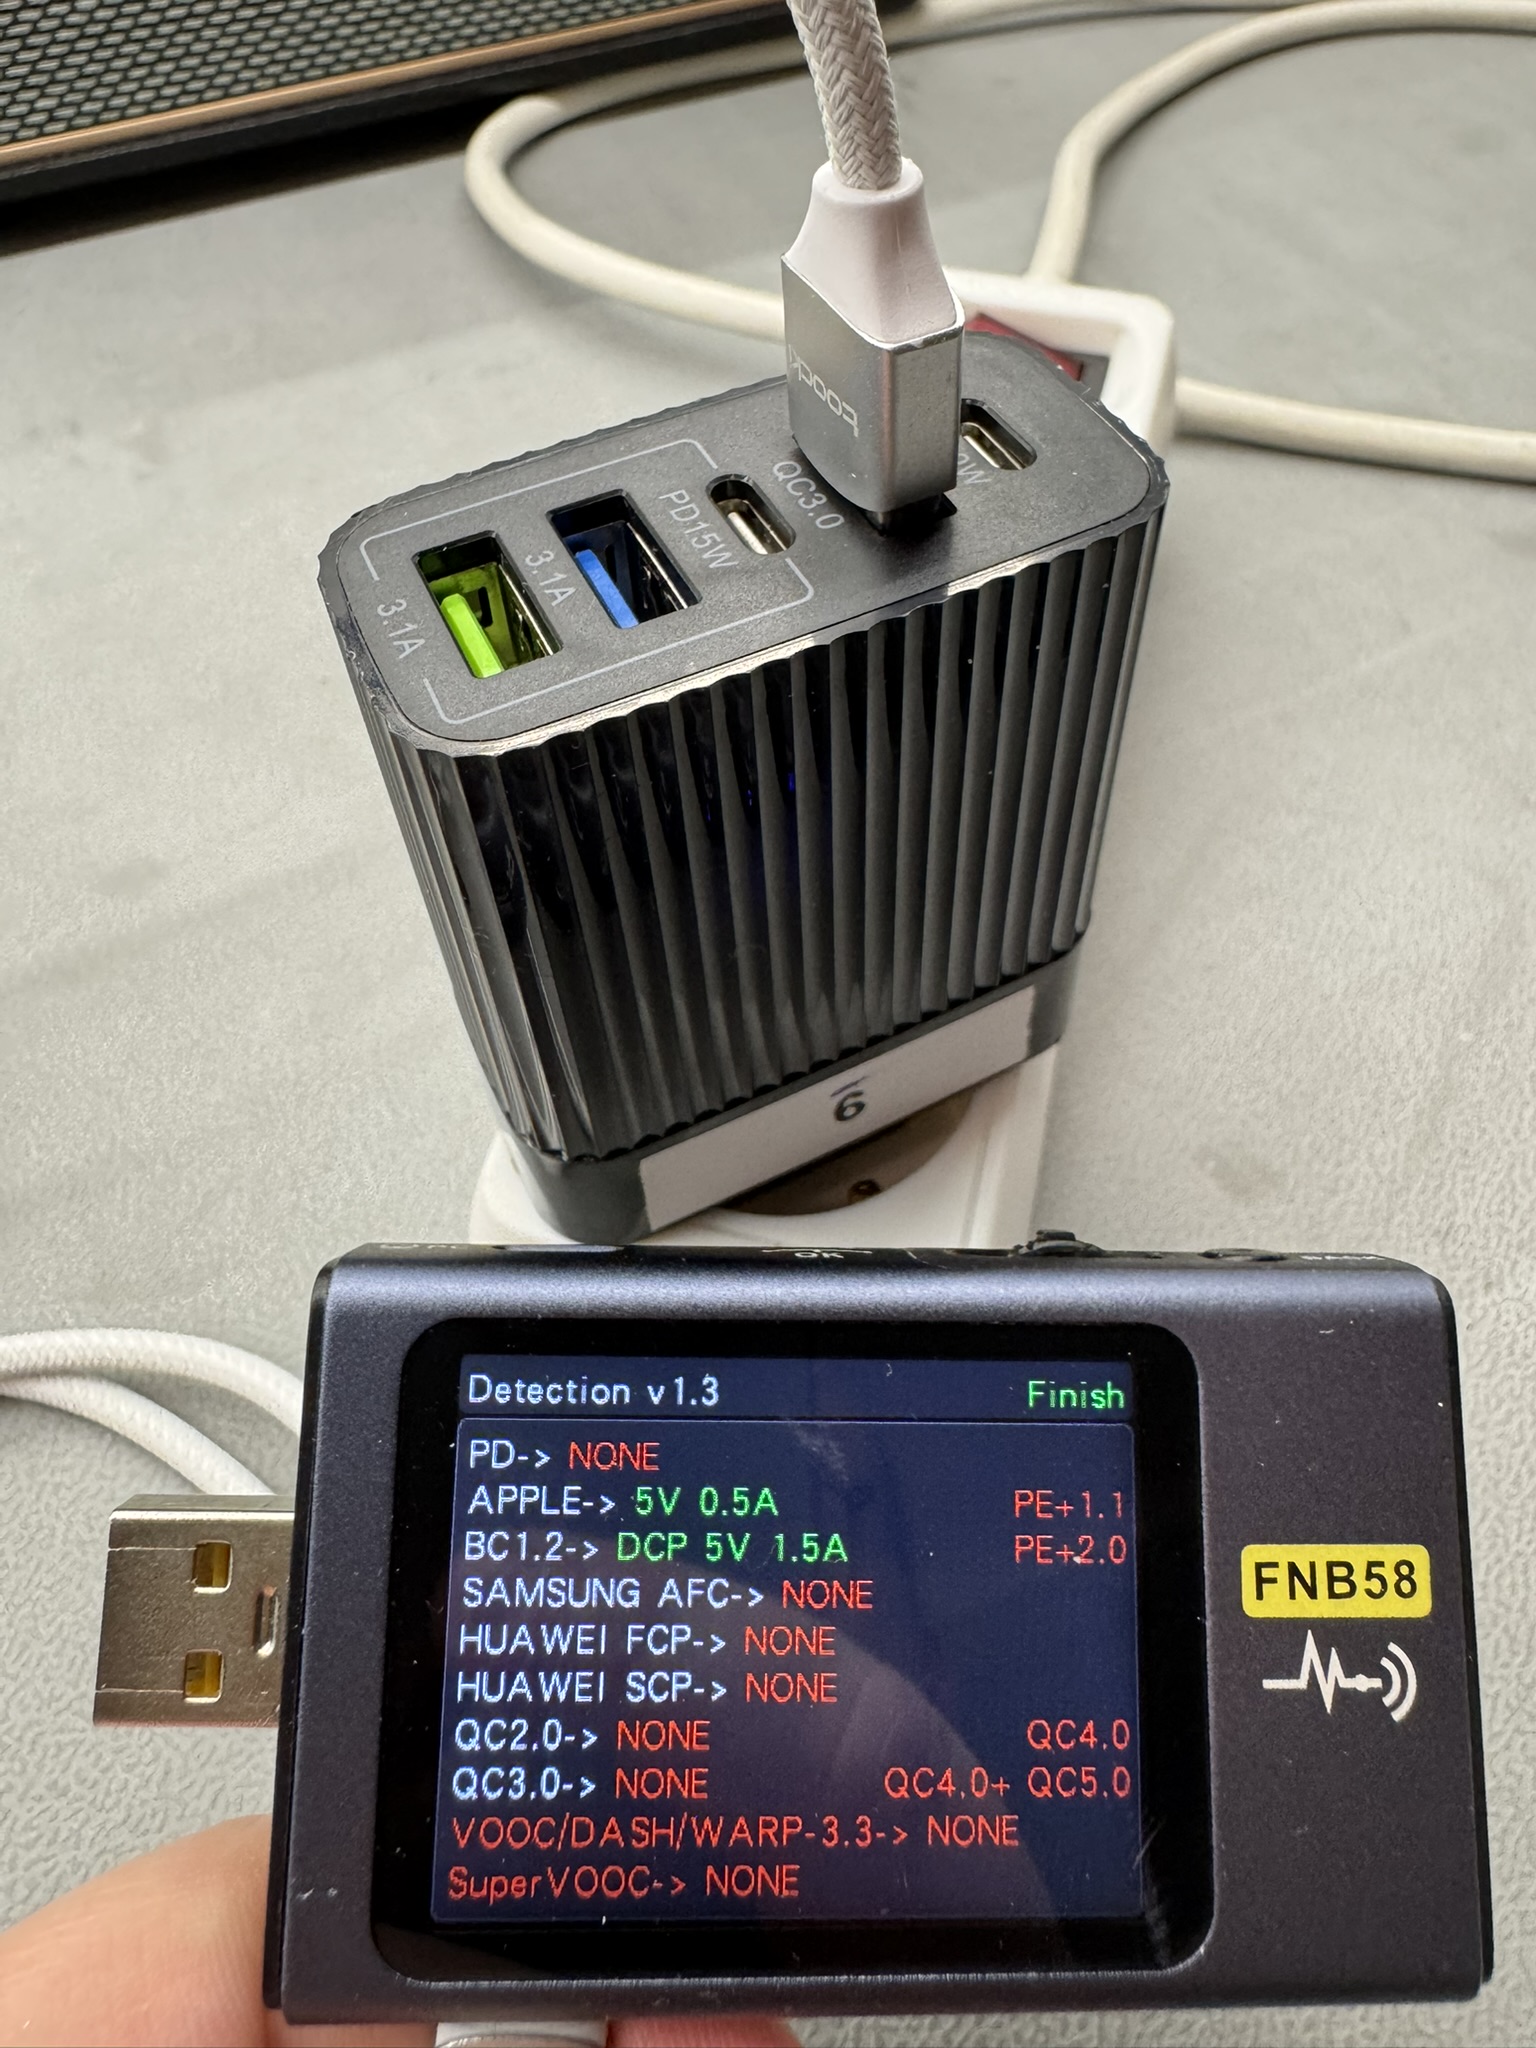 rock
QC3.0
PD15W
3.1A
3.1A
6
OK
Detection v1.3 Finish
PD-> NONE
APPLE-> 5V 0.5A PE+1.1
BC1.2-> DCP 5V 1.5A PE+2.0
SAMSUNG AFC-> NONE
HUAWEI FCP-> NONE
HUAWEI SCP-> NONE
QC2.0-> NONE QC4.0
QC3.0-> NONE QC4.0+ QC5.0
VOOC/DASH/WARP-3.3-> NONE
SuperVOOC-> NONE
FNB58